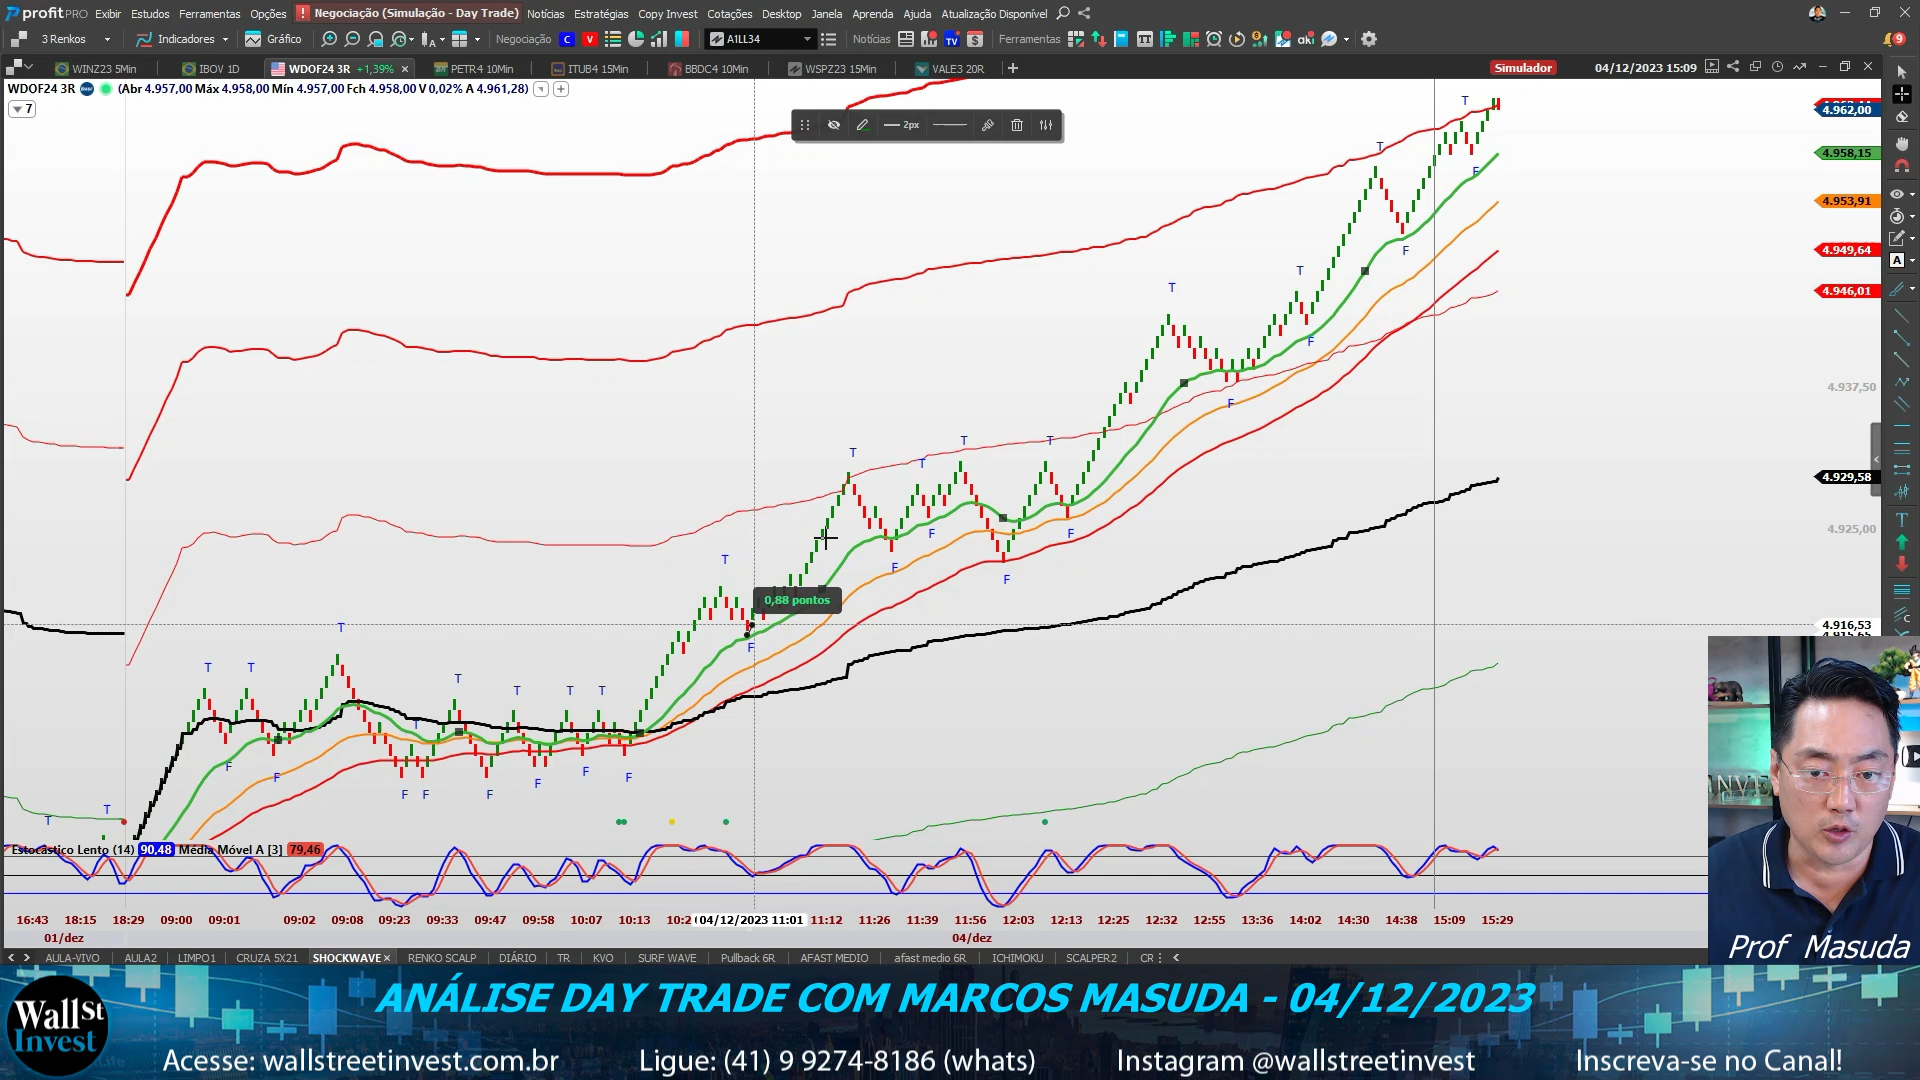 profit PRO Exibir Estudos Ferramentas Opções ! Negociação (Simulação - Day Trade) Notícias Estratégias Copy Invest Cotações Desktop Janela Aprenda Ajuda Atualização Disponível
3 Renkos Indicadores Gráfico Negociação C V A1LL34 Notícias Ferramentas 9
WINZ23 5Min IBOV 1D WDOF24 3R +1,39% × PETR4 10Min ITUB4 15Min BBDC4 10Min WSPZ23 15Min VALE3 20R + Simulador 04/12/2023 15:09
WDOF24 3R (Abr 4.957,00 Máx 4.958,00 Mín 4.957,00 Fch 4.958,00 V 0,02% A 4.961,28)
7
2px
4.962,00
4.958,15
4.953,91
4.949,64
4.946,01
4.937,50
4.929,58
4.925,00
0,88 pontos
4.916,53
Estocástico Lento (14) 90,48 Média Móvel A [3] 79,46
16:43 18:15 18:29 09:00 09:01 09:02 09:08 09:23 09:33 09:47 09:58 10:07 10:13 10:2 04/12/2023 11:01 11:12 11:26 11:39 11:56 12:03 12:13 12:25 12:32 12:55 13:36 14:02 14:30 14:38 15:09 15:29
01/dez 04/dez
AULA-VIVO AULA2 LIMPO1 CRUZA 5X21 SHOCKWAVE × RENKO SCALP DIÁRIO TR KVO SURF WAVE Pullback 6R AFAST MEDIO afast medio 6R ICHIMOKU SCALPER2 CR
Prof Masuda
ANÁLISE DAY TRADE COM MARCOS MASUDA - 04/12/2023
Wall St
Invest
Acesse: wallstreetinvest.com.br Ligue: (41) 9 9274-8186 (whats) Instagram @wallstreetinvest Inscreva-se no Canal!